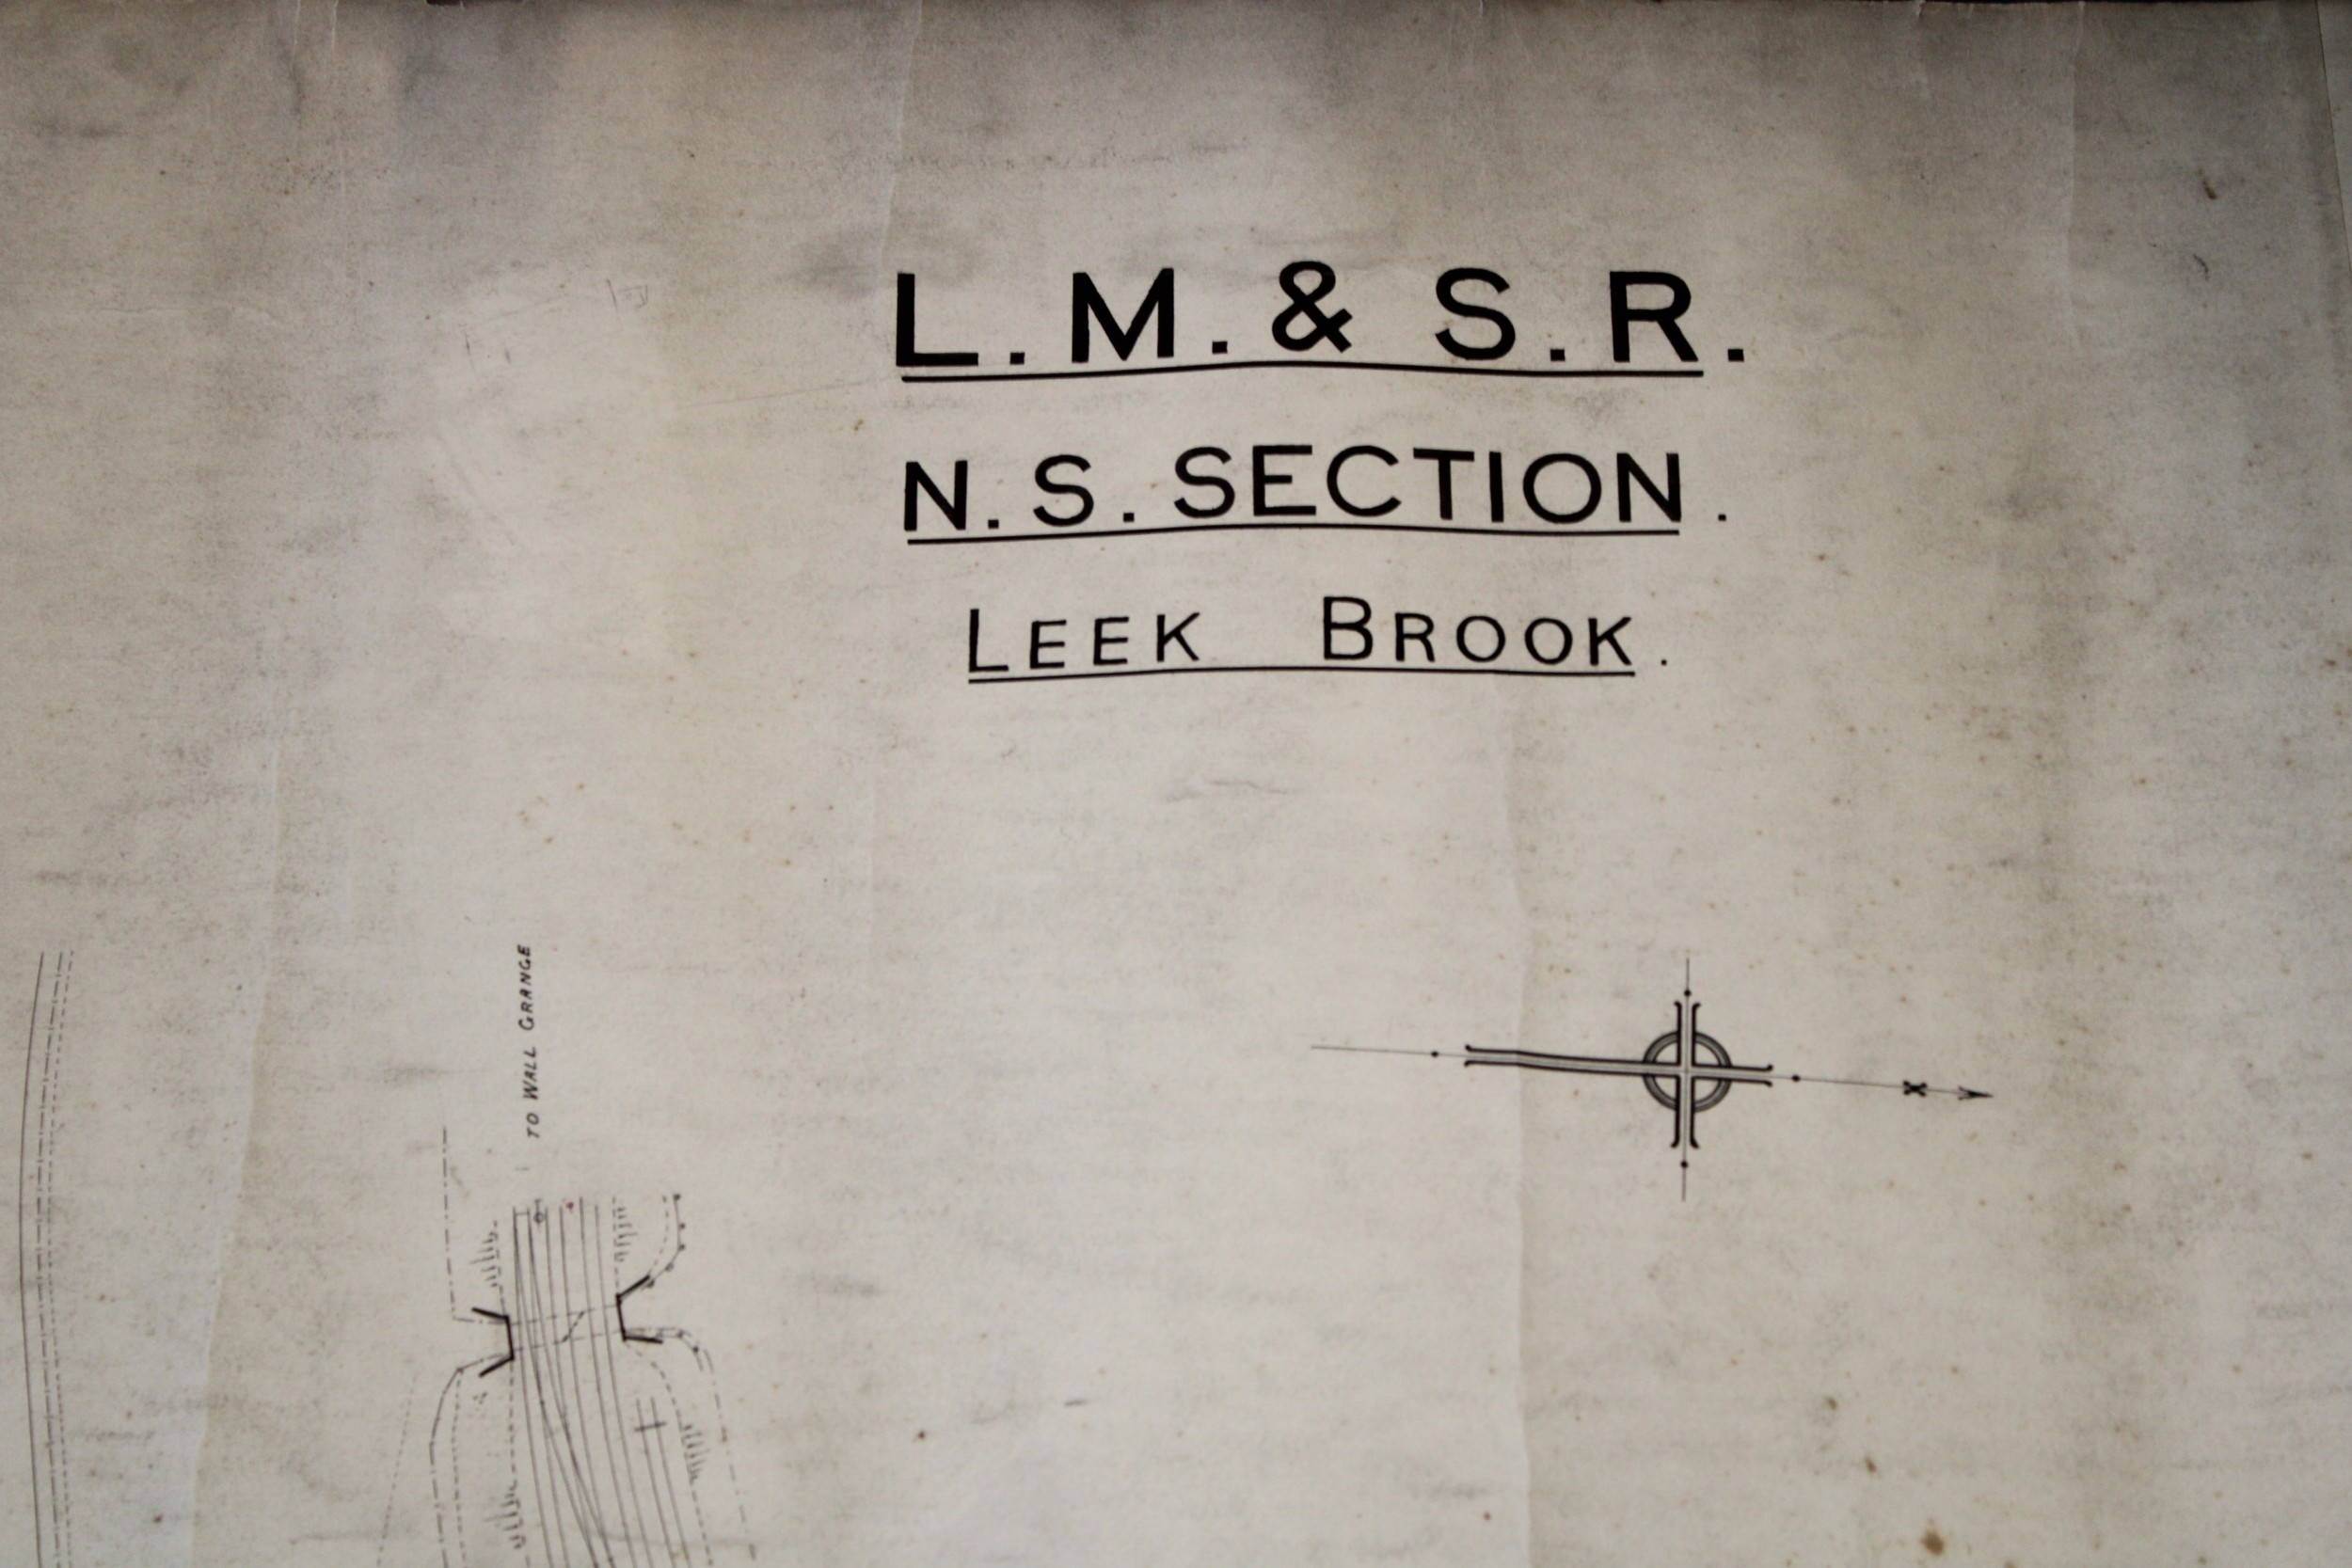 L. M. & S. R.
N. S. SECTION.
LEEK BROOK.
TO WALL GRANGE